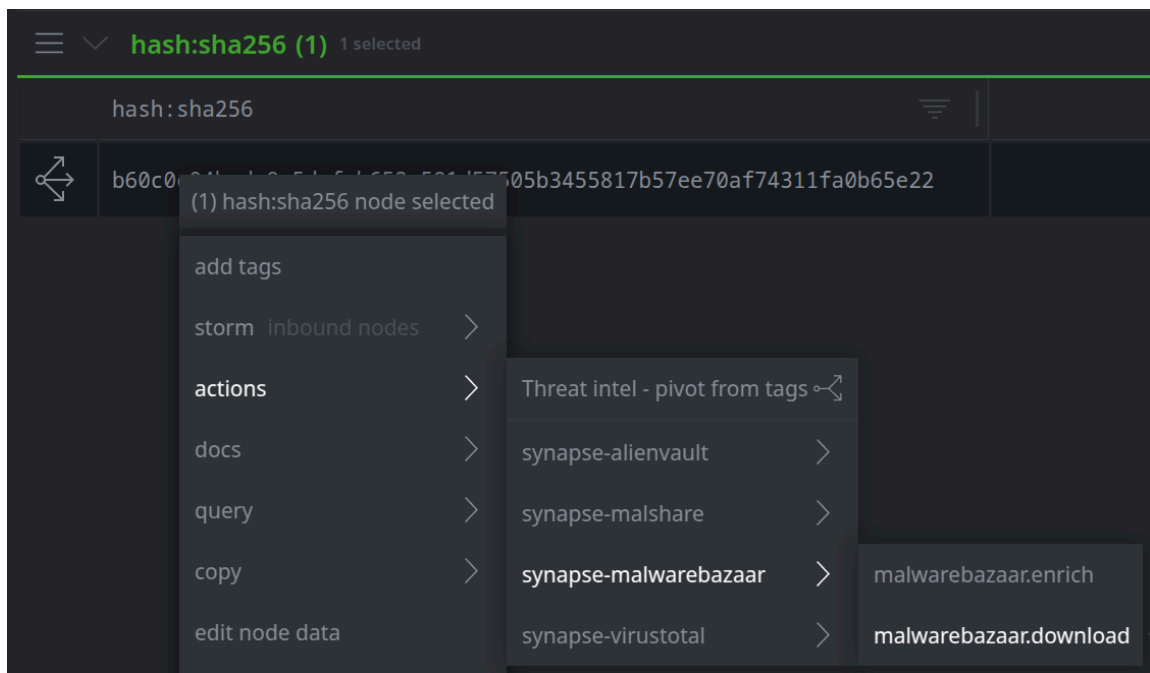 hash:sha256 (1) 1 selected
hash:sha256
505b3455817b57ee70af74311fa0b65e22
(1) hash:sha256 node selected
add tags
storm inbound nodes
actions
Threat intel - pivot from tags
docs
synapse-alienvault
query
synapse-malshare
copy
synapse-malwarebazaar
malwarebazaar.enrich
edit node data
synapse-virustotal
malwarebazaar.download